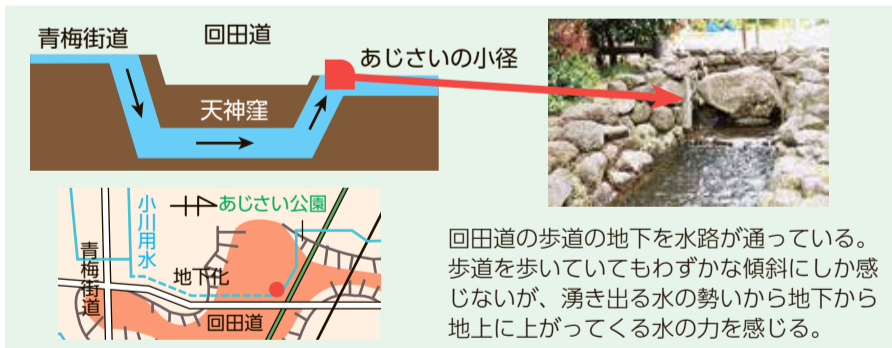 青梅街道
回田道
あじさいの小径
天神窪
あじさい公園
小川用水
青梅街道
地下化
回田道
回田道の歩道の地下を水路が通っている。
歩道を歩いていてもわずかな傾斜にしか感
じないが、湧き出る水の勢いから地下から
地上に上がってくる水の力を感じる。